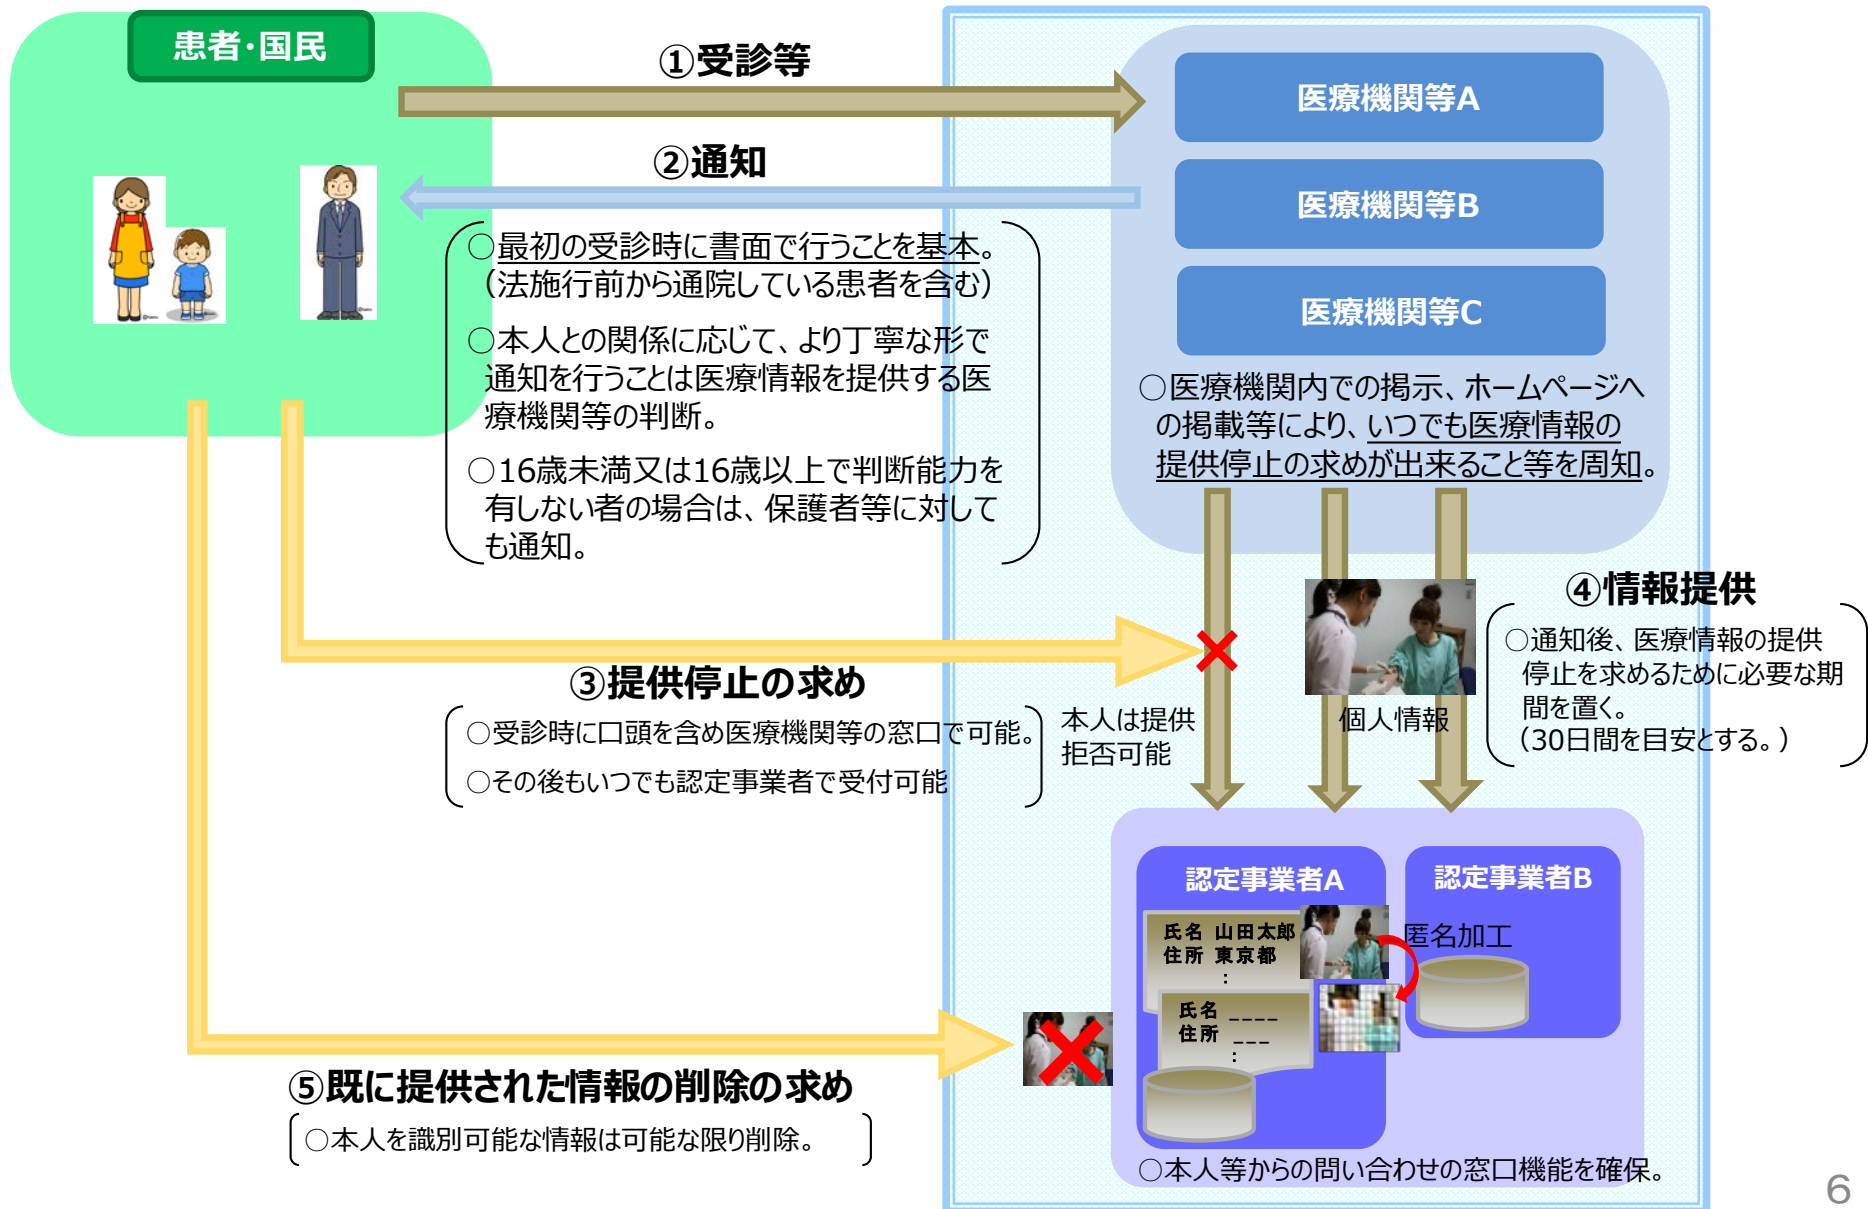 患者・国民
①受診等
②通知
○最初の受診時に書面で行うことを基本。
（法施行前から通院している患者を含む）
○本人との関係に応じて、より丁寧な形で
通知を行うことは医療情報を提供する医
療機関等の判断。
○16歳未満又は16歳以上で判断能力を
有しない者の場合は、保護者等に対して
も通知。
医療機関等A
医療機関等B
医療機関等C
○医療機関内での掲示、ホームページへ
の掲載等により、いつでも医療情報の
提供停止の求めが出来ること等を周知。
③提供停止の求め
○受診時に口頭を含め医療機関等の窓口で可能。
○その後もいつでも認定事業者で受付可能
本人は提供
拒否可能
個人情報
④情報提供
○通知後、医療情報の提供
停止を求めるために必要な期
間を置く。
（30日間を目安とする。）
認定事業者A
認定事業者B
氏名 山田太郎
住所 東京都
：
氏名 ____
住所 ___
：
匿名加工
○本人等からの問い合わせの窓口機能を確保。
⑤既に提供された情報の削除の求め
○本人を識別可能な情報は可能な限り削除。
6